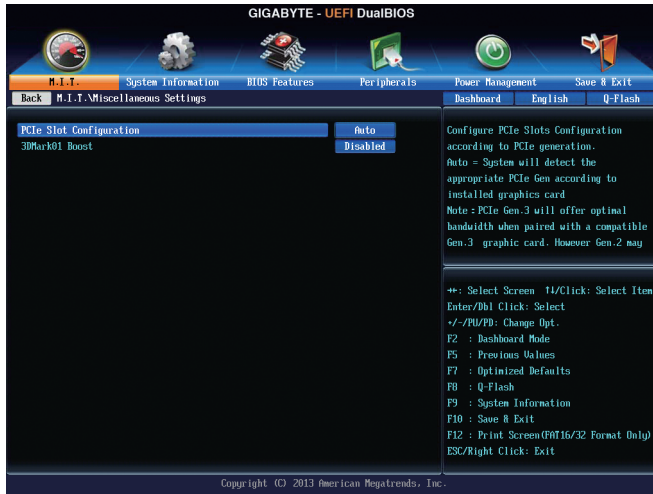 GIGABYTE - UEFI DualBIOS
M.I.T. System Information BIOS Features Peripherals Power Management Save & Exit
Back M.I.T.\Miscellaneous Settings Dashboard English Q-Flash
PCIe Slot Configuration Auto
3DMark01 Boost Disabled
Configure PCIe Slots Configuration
according to PCIe generation.
Auto = System will detect the
appropriate PCIe Gen according to
installed graphics card
Note : PCIe Gen.3 will offer optimal
bandwidth when paired with a compatible
Gen.3 graphic card. However Gen.2 may
→←: Select Screen ↑↓/Click: Select Item
Enter/Dbl Click: Select
+/-/PU/PD: Change Opt.
F2 : Dashboard Mode
F5 : Previous Values
F7 : Optimized Defaults
F8 : Q-Flash
F9 : System Information
F10 : Save & Exit
F12 : Print Screen(FAT16/32 Format Only)
ESC/Right Click: Exit
Copyright (C) 2013 American Megatrends, Inc.